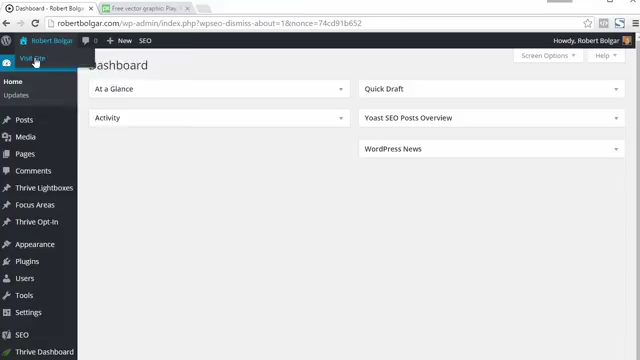 Dashboard - Robert Bolgar
Free vector graphic: Play,
robertbolgar.com/wp-admin/index.php?wpseo-dismiss-about=1&nonce=74cd91b652
Robert Bolgar 0 + New SEO Howdy, Robert Bolgar
Visit Site
Screen Options Help
Dashboard
Home
Updates
Posts
Media
Pages
Comments
Thrive Lightboxes
Focus Areas
Thrive Opt-In
Appearance
Plugins
Users
Tools
Settings
SEO
Thrive Dashboard
At a Glance
Activity
Quick Draft
Yoast SEO Posts Overview
WordPress News